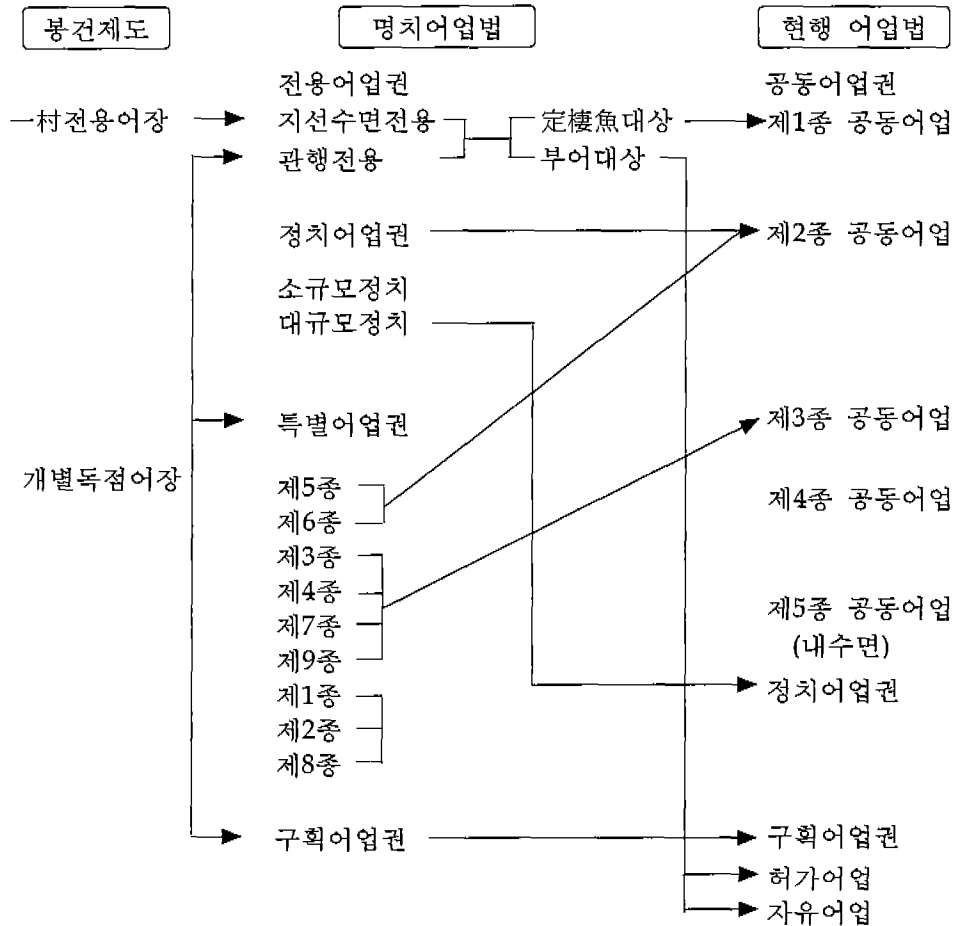 봉건제도 명치어업법 현행 어업법
전용어업권 공동어업권
一村전용어장 지선수면전용 定棲魚대상 제1종 공동어업
관행전용 부어대상
정치어업권 제2종 공동어업
소규모정치
대규모정치
특별어업권 제3종 공동어업
개별독점어장 제5종 제4종 공동어업
제6종
제3종
제4종
제7종 제5종 공동어업
제9종 (내수면)
제1종 정치어업권
제2종
제8종
구획어업권 구획어업권
허가어업
자유어업